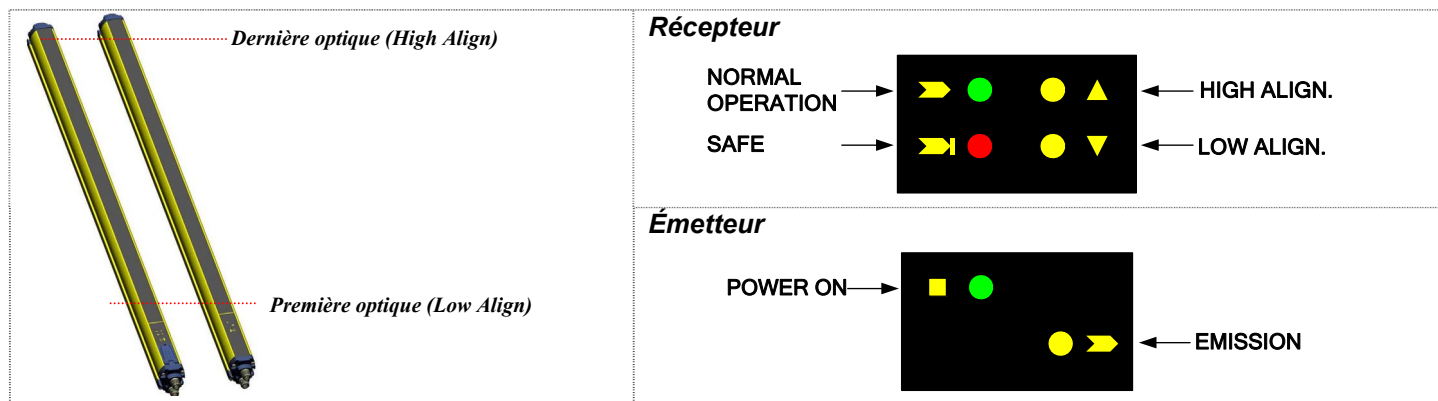 Dernière optique (High Align)
Première optique (Low Align)
Récepteur
NORMAL
OPERATION
HIGH ALIGN.
SAFE
LOW ALIGN.
Émetteur
POWER ON
EMISSION